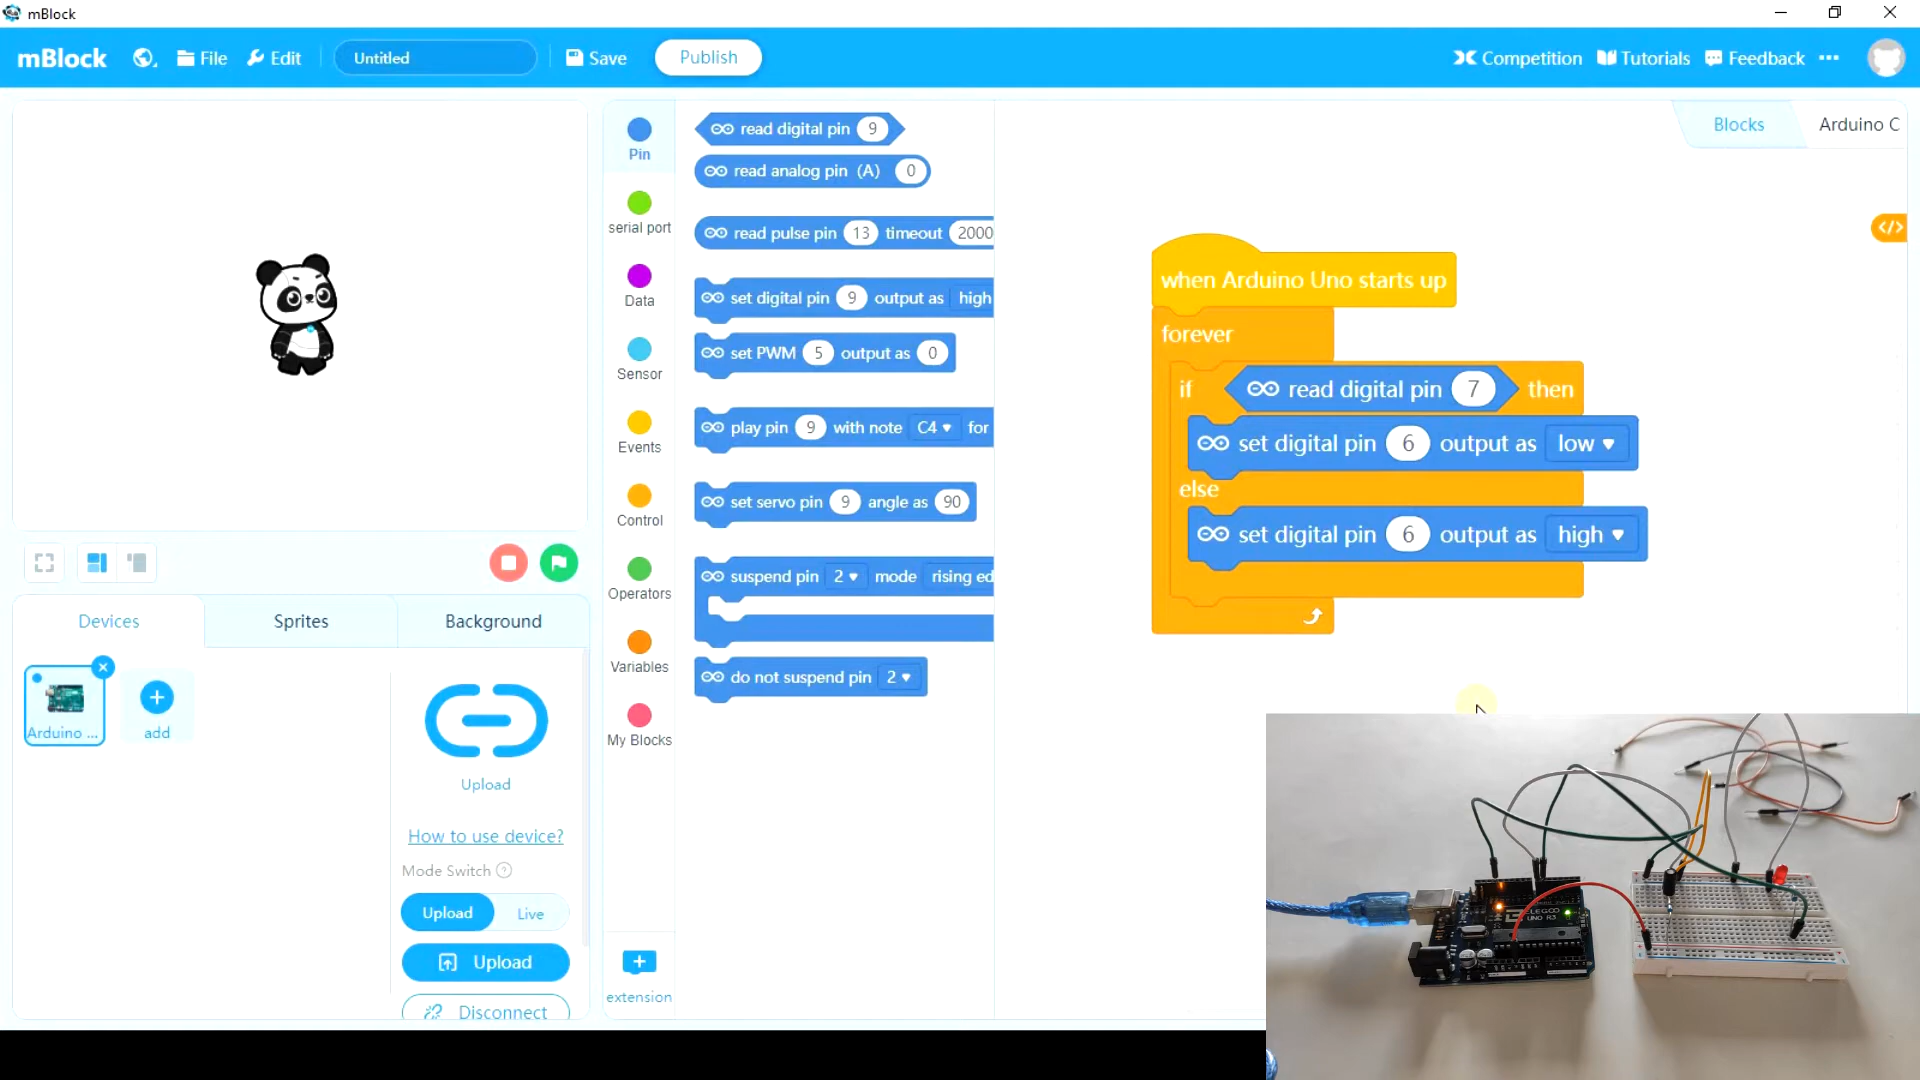 mBlock
mBlock File Edit Untitled Save Publish Competition Tutorials Feedback
Blocks Arduino C
Pin
serial port
Data
Sensor
Events
Control
Operators
Variables
My Blocks
extension
read digital pin 9
read analog pin (A) 0
read pulse pin 13 timeout 2000
set digital pin 9 output as high
set PWM 5 output as 0
play pin 9 with note C4 for
set servo pin 9 angle as 90
suspend pin 2 mode rising ed
do not suspend pin 2
when Arduino Uno starts up
forever
if read digital pin 7 then
set digital pin 6 output as low
else
set digital pin 6 output as high
</>
Devices Sprites Background
Arduino ...
add
Upload
How to use device?
Mode Switch ?
Upload Live
Upload
Disconnect
ELEGOO
UNO R3